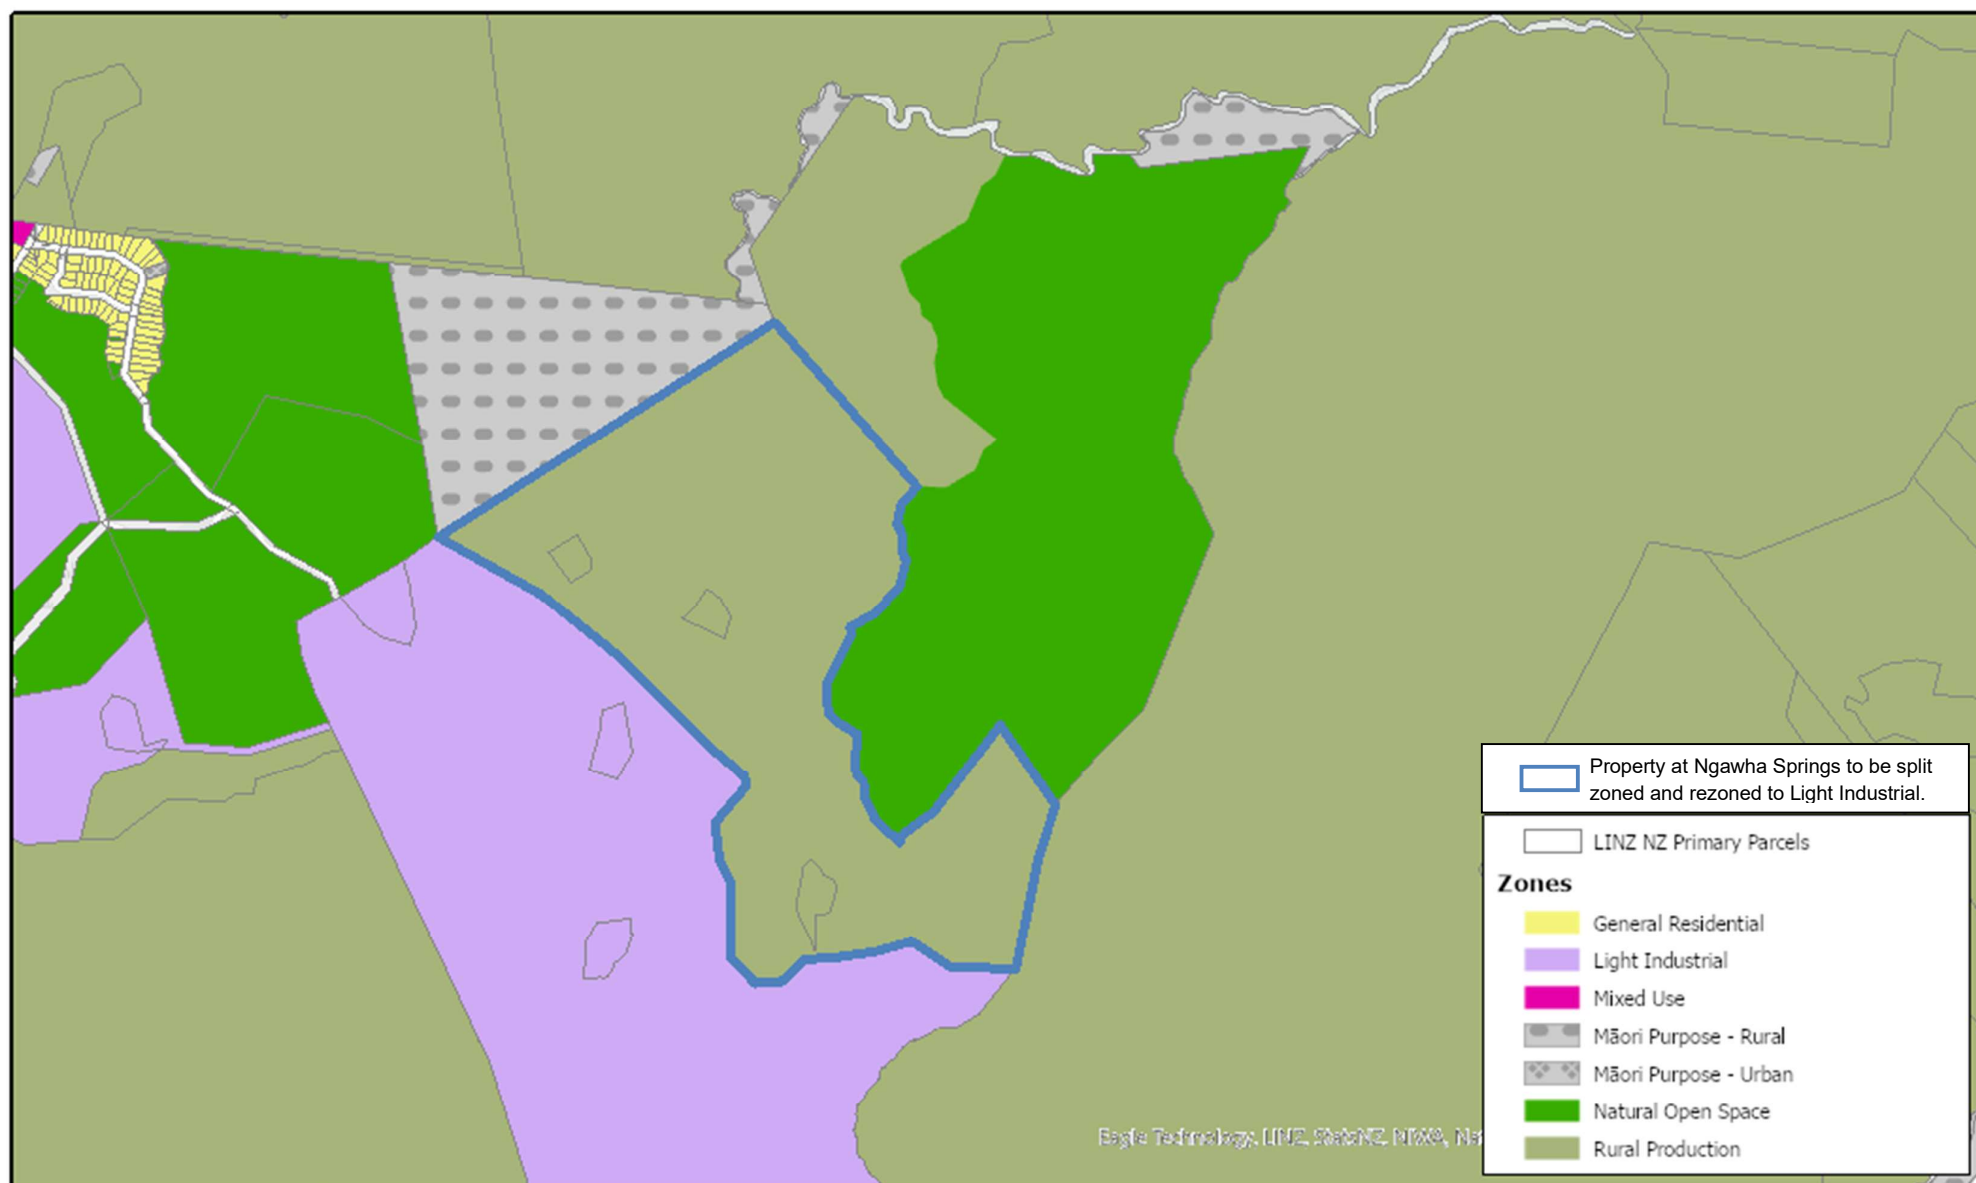 Property at Ngawha Springs to be split
zoned and rezoned to Light Industrial.
LINZ NZ Primary Parcels
Zones
General Residential
Light Industrial
Mixed Use
Māori Purpose - Rural
Māori Purpose - Urban
Natural Open Space
Rural Production
Eagle Technology, LINZ, StatsNZ, NIWA,